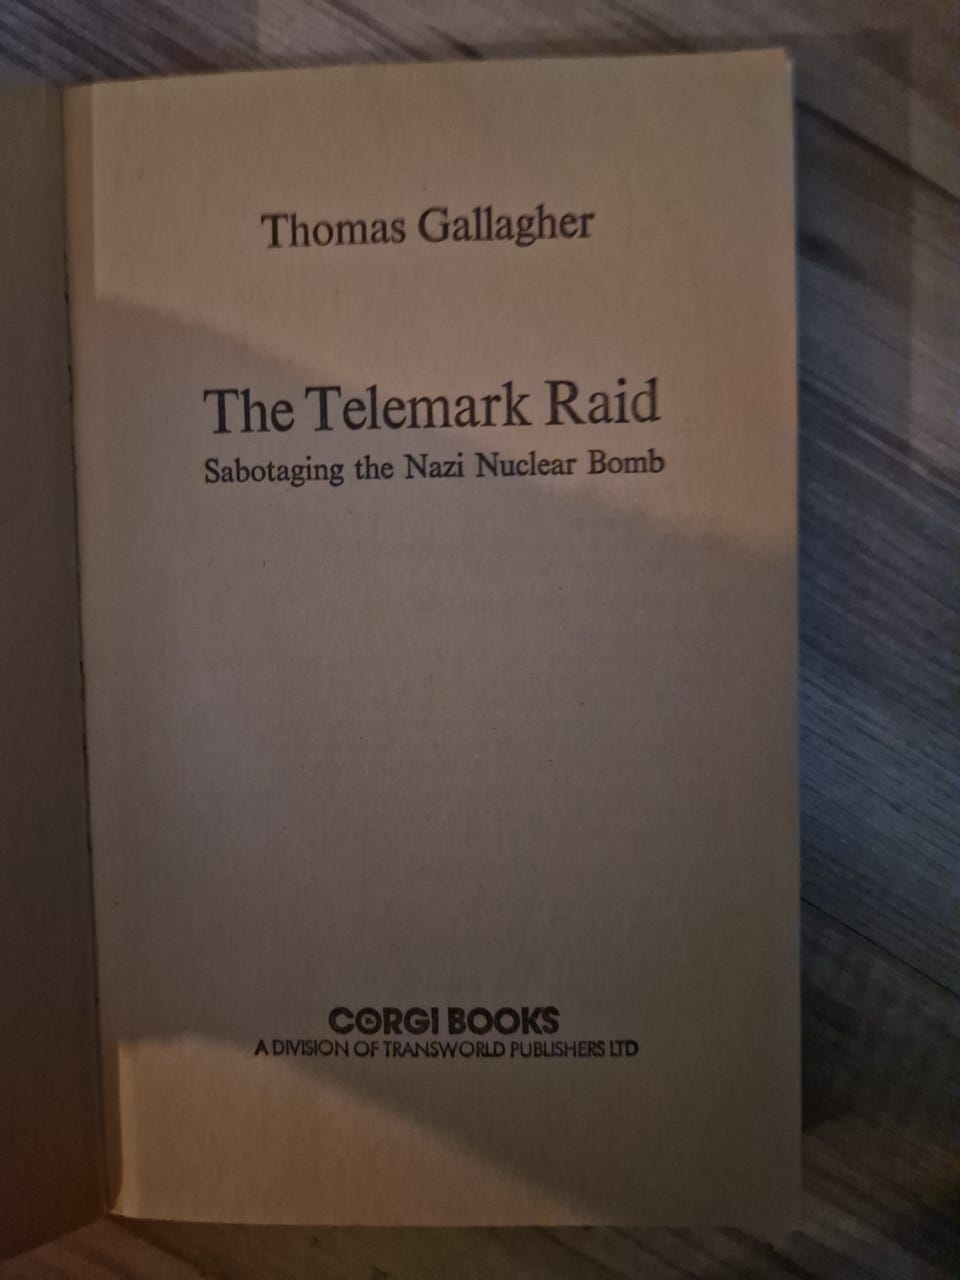 Thomas Gallagher
The Telemark Raid
Sabotaging the Nazi Nuclear Bomb
CORGI BOOKS
A DIVISION OF TRANSWORLD PUBLISHERS LTD